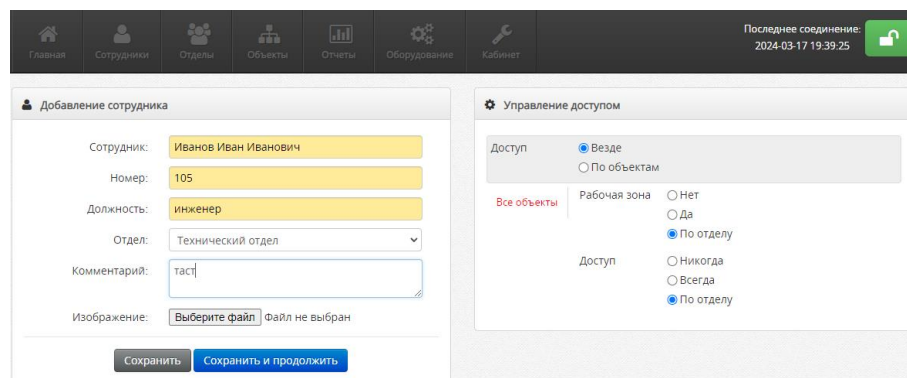 Последнее соединение:
2024-03-17 19:39:25
Главная Сотрудники Отделы Объекты Отчеты Оборудование Кабинет
Добавление сотрудника
Сотрудник: Иванов Иван Иванович
Номер: 105
Должность: инженер
Отдел: Технический отдел
Комментарий: таст
Изображение: Выберите файл Файл не выбран
Сохранить Сохранить и продолжить
Управление доступом
Доступ Везде
По объектам
Все объекты Рабочая зона Нет
Да
По отделу
Доступ Никогда
Всегда
По отделу